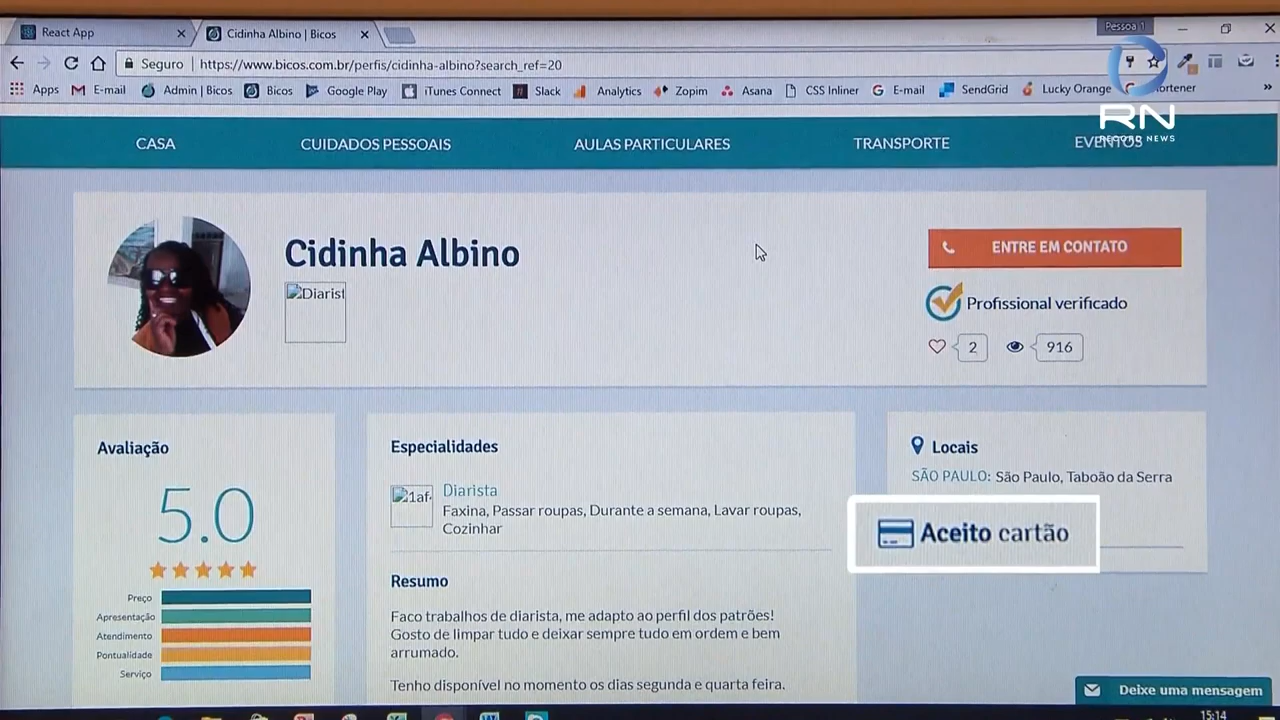 React App
Cidinha Albino | Bicos
Pessoa 1
Seguro
https://www.bicos.com.br/perfis/cidinha-albino?search_ref=20
Apps
E-mail
Admin | Bicos
Bicos
Google Play
iTunes Connect
Slack
Analytics
Zopim
Asana
CSS Inliner
E-mail
SendGrid
Lucky Orange
RN
RECORD NEWS
CASA
CUIDADOS PESSOAIS
AULAS PARTICULARES
TRANSPORTE
EVENTOS
Cidinha Albino
Diarist
ENTRE EM CONTATO
Profissional verificado
2
916
Avaliação
5.0
Preço
Apresentação
Atendimento
Pontualidade
Serviço
Especialidades
1af
Diarista
Faxina, Passar roupas, Durante a semana, Lavar roupas,
Cozinhar
Resumo
Faco trabalhos de diarista, me adapto ao perfil dos patrões!
Gosto de limpar tudo e deixar sempre tudo em ordem e bem
arrumado.
Tenho disponível no momento os dias segunda e quarta feira.
Locais
SÃO PAULO: São Paulo, Taboão da Serra
Aceito cartão
Deixe uma mensagem
15:14